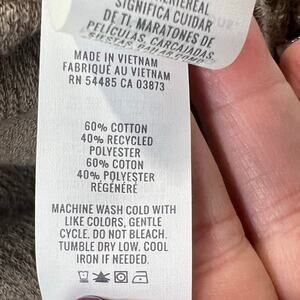 SIGNIFICA CUIDAR
DE TI. MARATONES DE
PELÍCULAS, CARCAJADAS,
MADE IN VIETNAM
FABRIQUÉ AU VIETNAM
RN 54485 CA 03873
60% COTTON
40% RECYCLED
POLYESTER
60% COTON
40% POLYESTER
RÉGÉNÉRÉ
MACHINE WASH COLD WITH
LIKE COLORS, GENTLE
CYCLE. DO NOT BLEACH.
TUMBLE DRY LOW. COOL
IRON IF NEEDED.